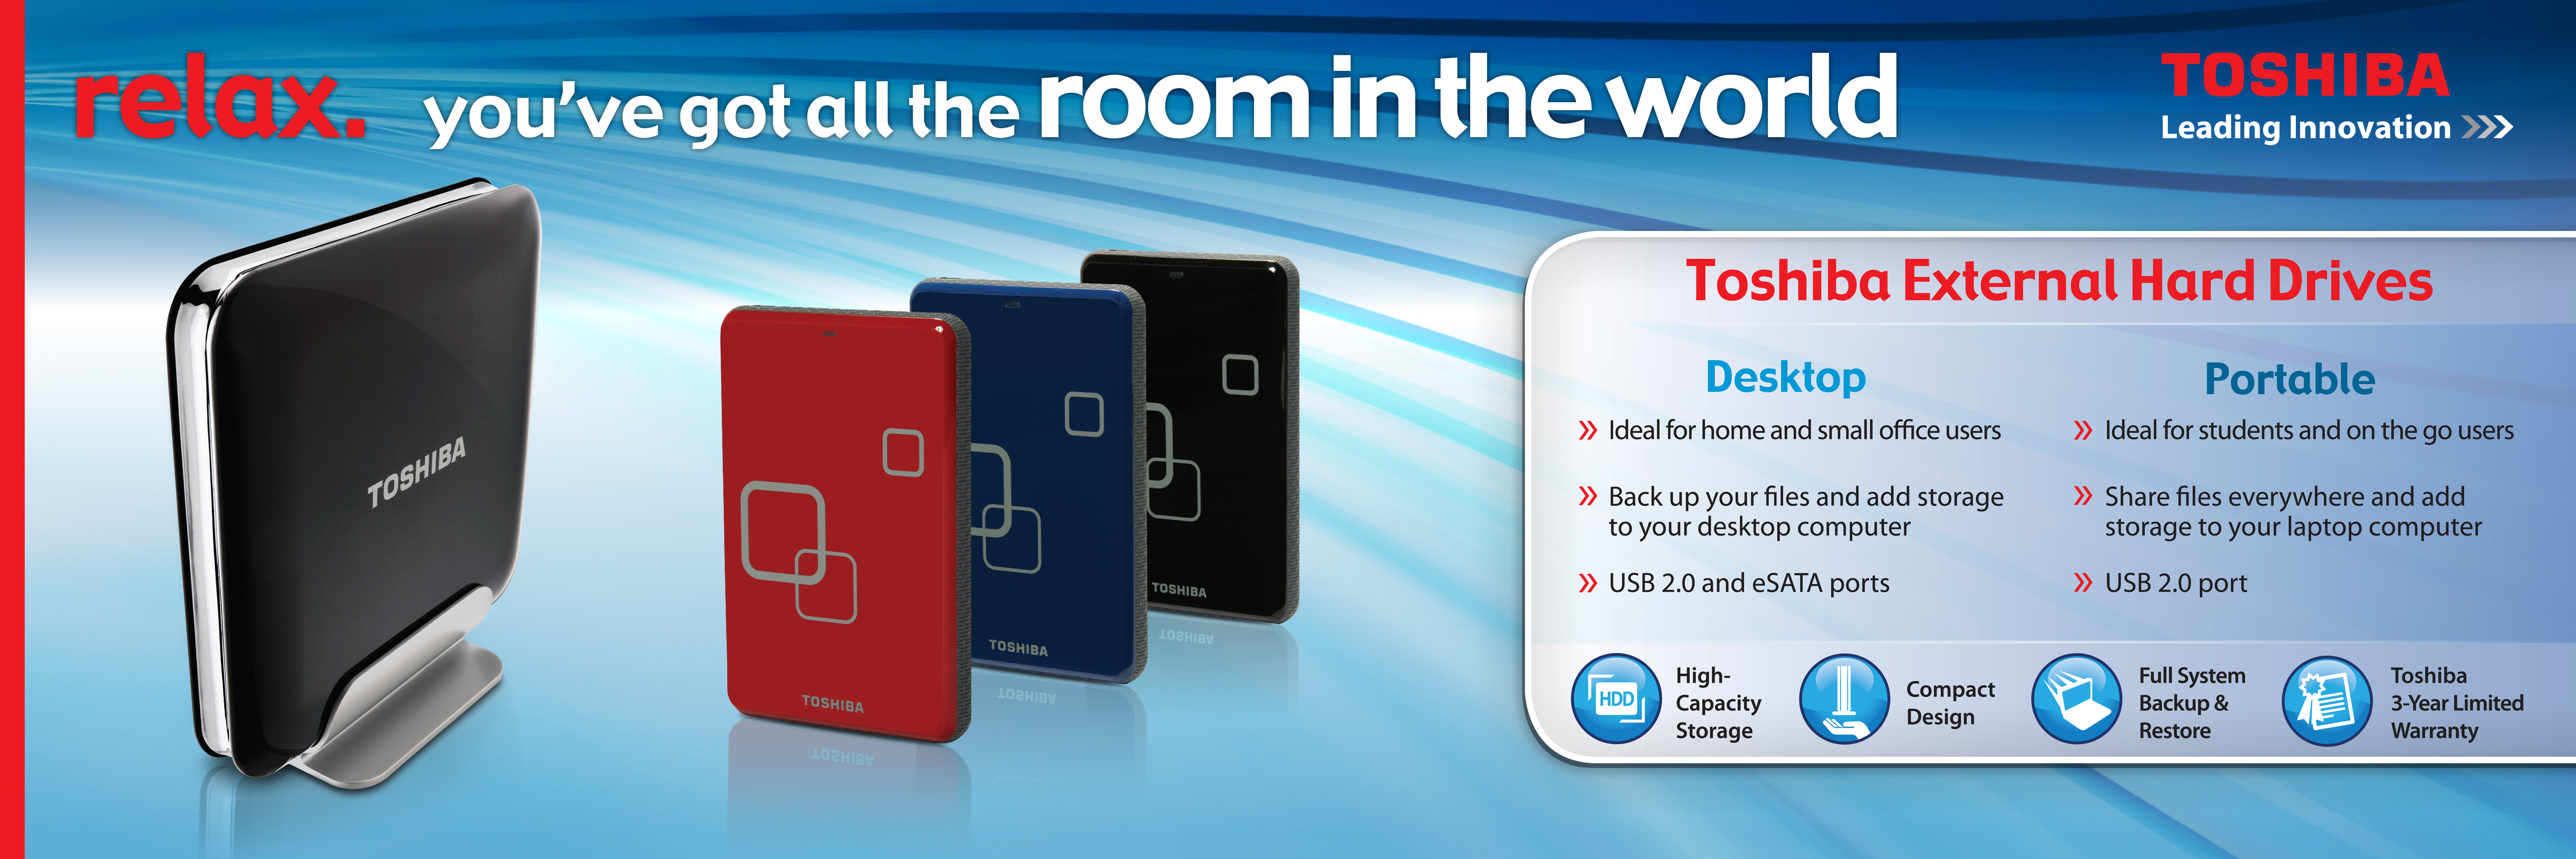 relax. you've got all the room in the world
TOSHIBA
Leading Innovation >>>
TOSHIBA
TOSHIBA
TOSHIBA
TOSHIBA
Toshiba External Hard Drives
Desktop
» Ideal for home and small office users
» Back up your files and add storage
to your desktop computer
» USB 2.0 and eSATA ports
Portable
» Ideal for students and on the go users
» Share files everywhere and add
storage to your laptop computer
» USB 2.0 port
HDD
High-
Capacity
Storage
Compact
Design
Full System
Backup &
Restore
Toshiba
3-Year Limited
Warranty